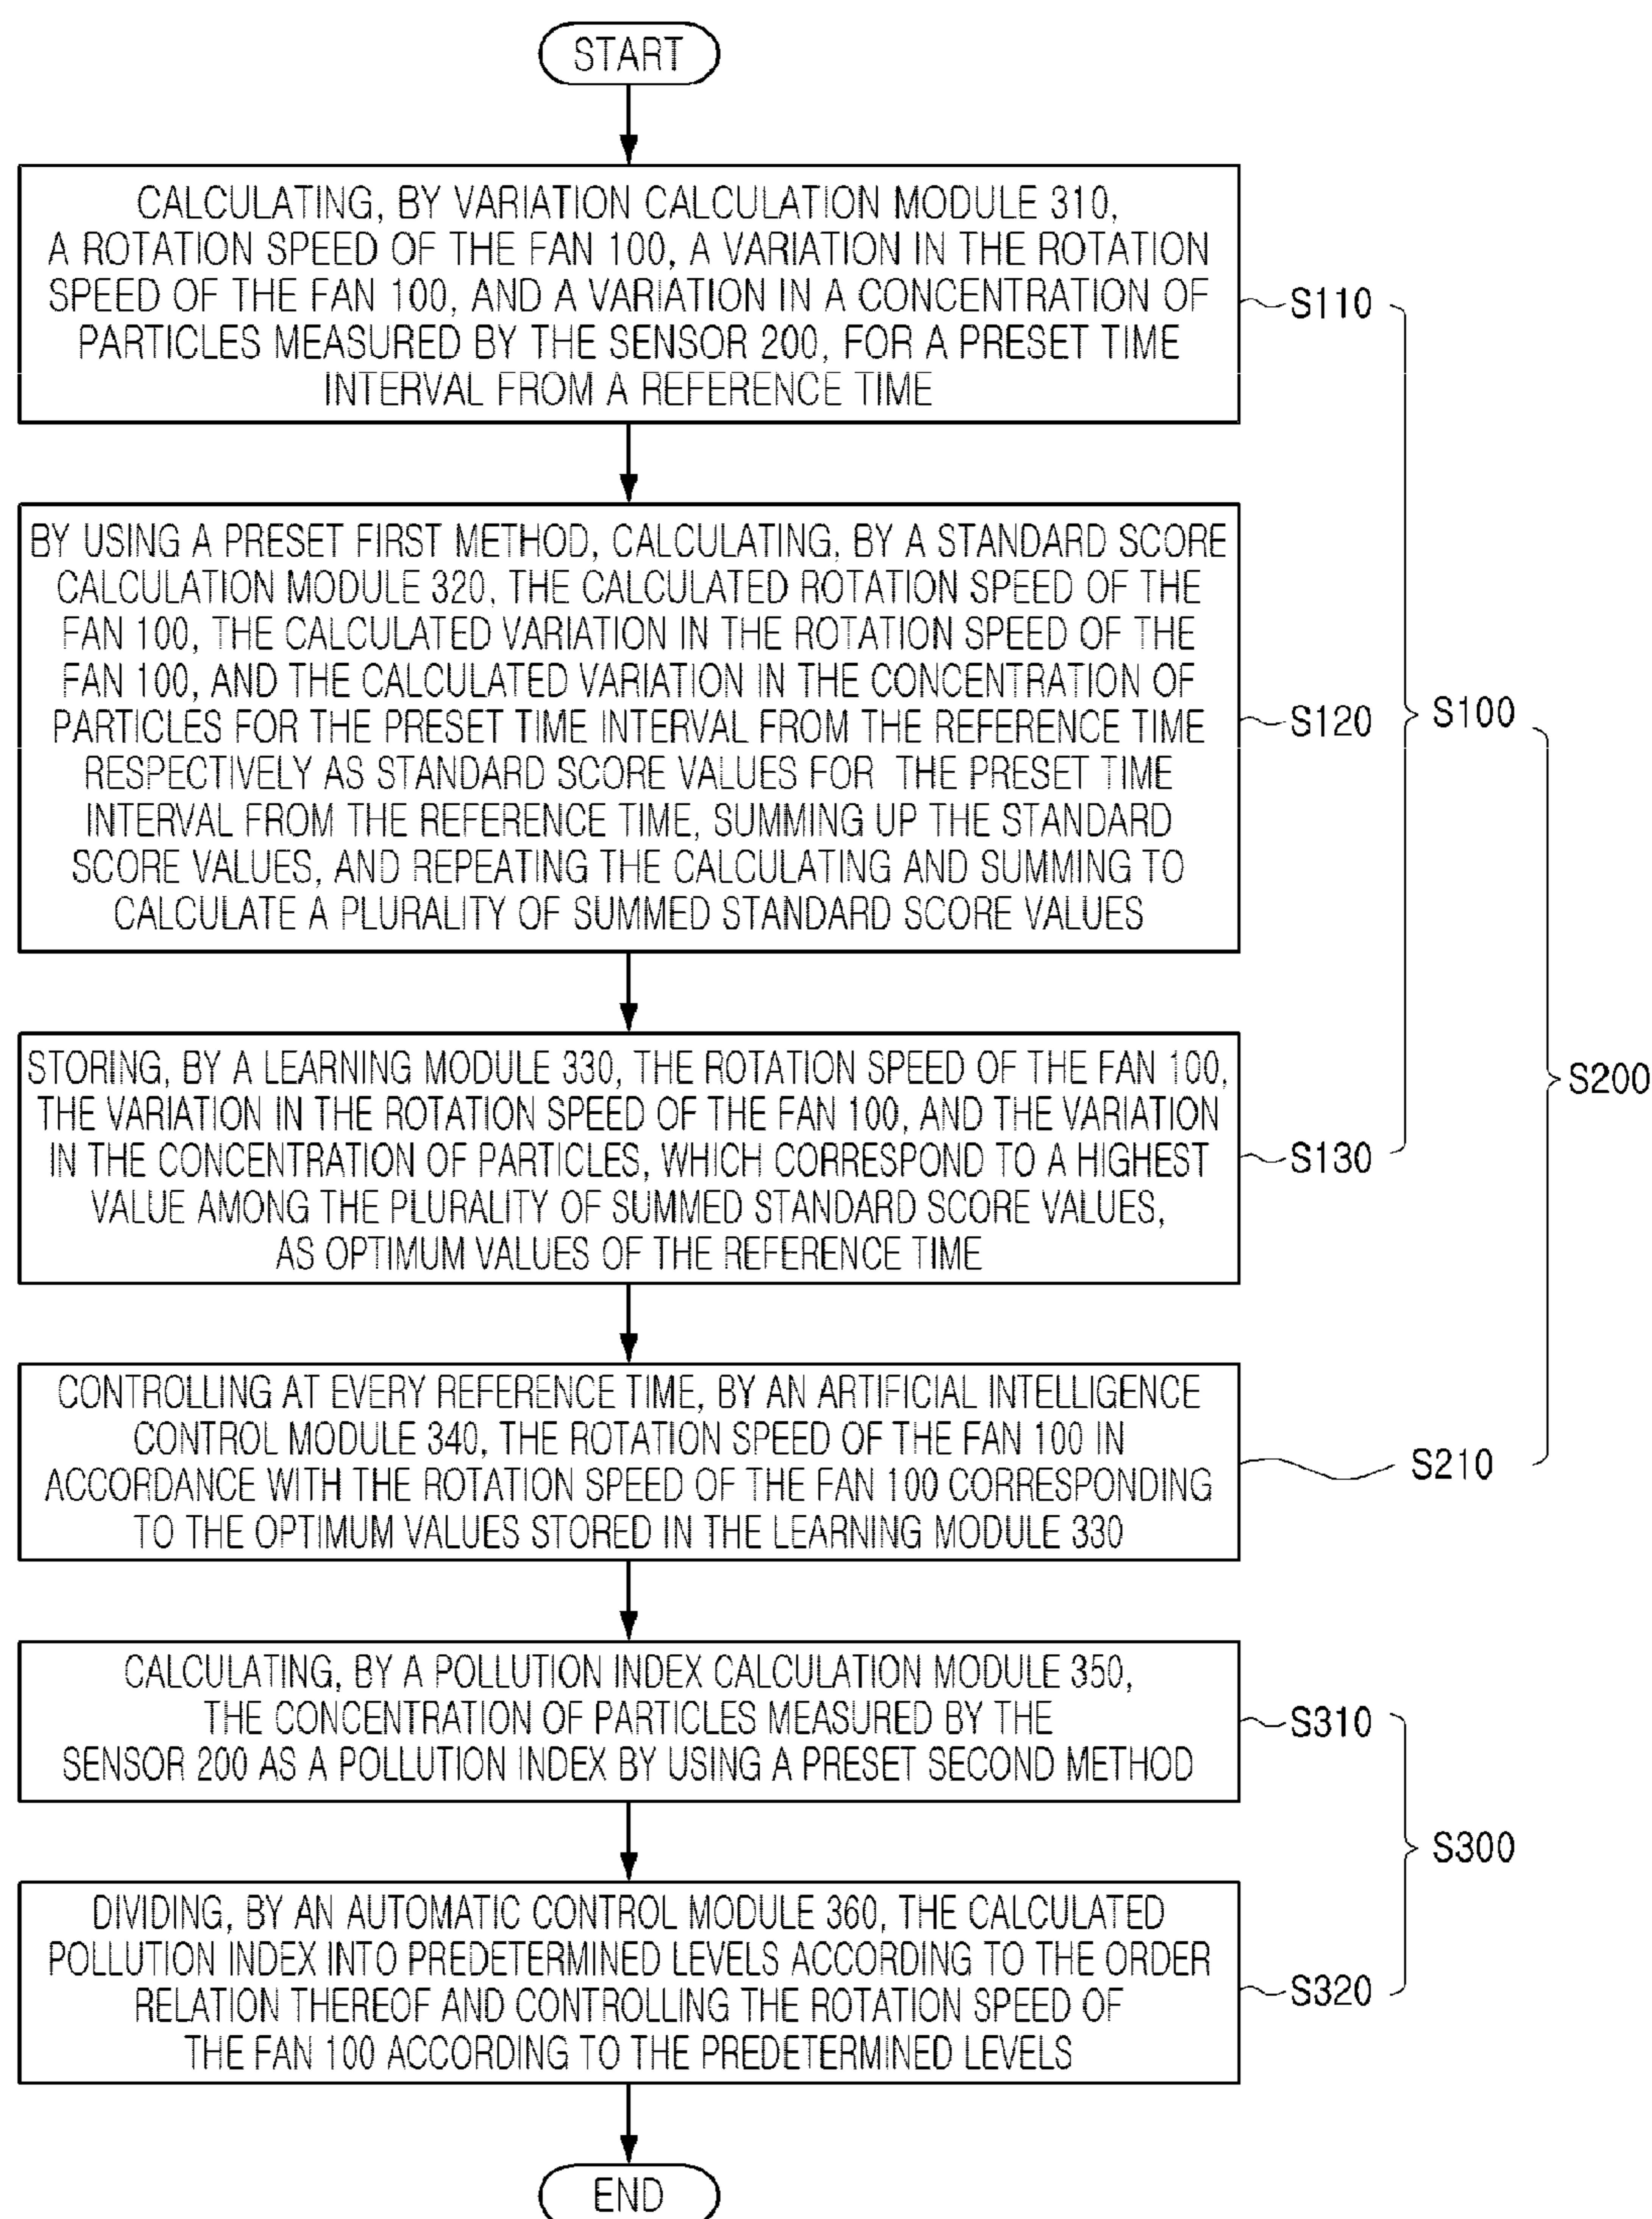 START
CALCULATING, BY VARIATION CALCULATION MODULE 310,
A ROTATION SPEED OF THE FAN 100, A VARIATION IN THE ROTATION
SPEED OF THE FAN 100, AND A VARIATION IN A CONCENTRATION OF
PARTICLES MEASURED BY THE SENSOR 200, FOR A PRESET TIME
INTERVAL FROM A REFERENCE TIME
S110
BY USING A PRESET FIRST METHOD, CALCULATING, BY A STANDARD SCORE
CALCULATION MODULE 320, THE CALCULATED ROTATION SPEED OF THE
FAN 100, THE CALCULATED VARIATION IN THE ROTATION SPEED OF THE
FAN 100, AND THE CALCULATED VARIATION IN THE CONCENTRATION OF
PARTICLES FOR THE PRESET TIME INTERVAL FROM THE REFERENCE TIME
RESPECTIVELY AS STANDARD SCORE VALUES FOR THE PRESET TIME
INTERVAL FROM THE REFERENCE TIME, SUMMING UP THE STANDARD
SCORE VALUES, AND REPEATING THE CALCULATING AND SUMMING TO
CALCULATE A PLURALITY OF SUMMED STANDARD SCORE VALUES
S120
S100
STORING, BY A LEARNING MODULE 330, THE ROTATION SPEED OF THE FAN 100,
THE VARIATION IN THE ROTATION SPEED OF THE FAN 100, AND THE VARIATION
IN THE CONCENTRATION OF PARTICLES, WHICH CORRESPOND TO A HIGHEST
VALUE AMONG THE PLURALITY OF SUMMED STANDARD SCORE VALUES,
AS OPTIMUM VALUES OF THE REFERENCE TIME
S130
S200
CONTROLLING AT EVERY REFERENCE TIME, BY AN ARTIFICIAL INTELLIGENCE
CONTROL MODULE 340, THE ROTATION SPEED OF THE FAN 100 IN
ACCORDANCE WITH THE ROTATION SPEED OF THE FAN 100 CORRESPONDING
TO THE OPTIMUM VALUES STORED IN THE LEARNING MODULE 330
S210
CALCULATING, BY A POLLUTION INDEX CALCULATION MODULE 350,
THE CONCENTRATION OF PARTICLES MEASURED BY THE
SENSOR 200 AS A POLLUTION INDEX BY USING A PRESET SECOND METHOD
S310
S300
DIVIDING, BY AN AUTOMATIC CONTROL MODULE 360, THE CALCULATED
POLLUTION INDEX INTO PREDETERMINED LEVELS ACCORDING TO THE ORDER
RELATION THEREOF AND CONTROLLING THE ROTATION SPEED OF
THE FAN 100 ACCORDING TO THE PREDETERMINED LEVELS
S320
END